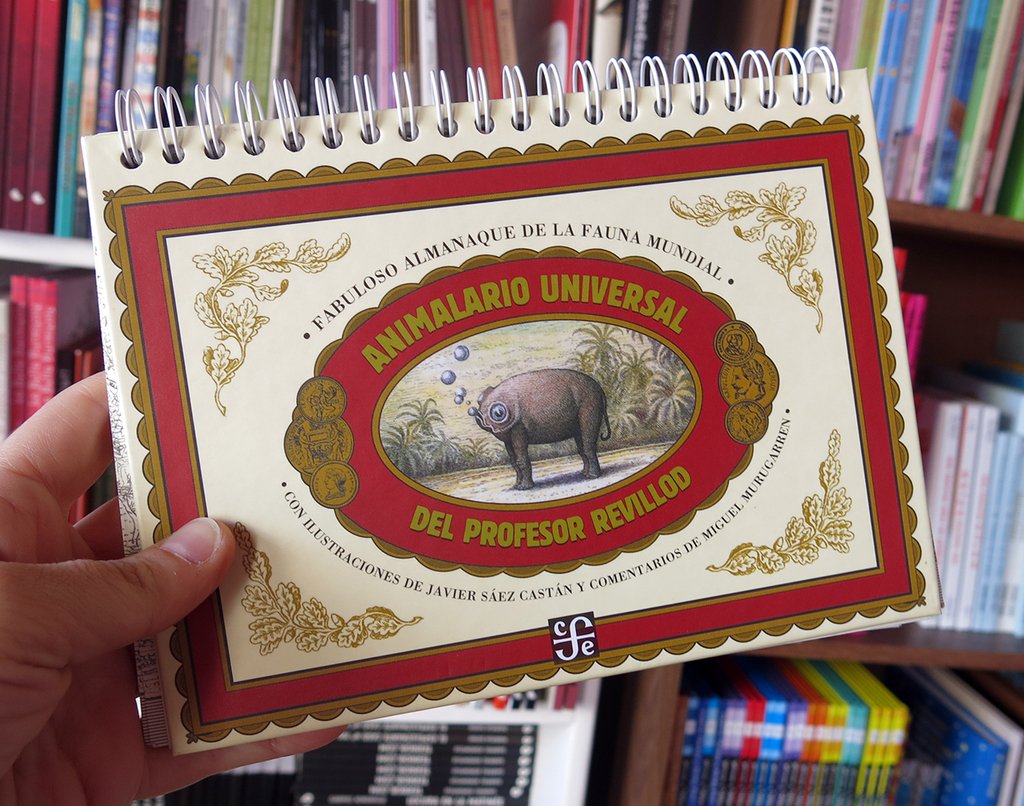 • FABULOSO ALMANAQUE DE LA FAUNA MUNDIAL •
ANIMALARIO UNIVERSAL
DEL PROFESOR REVILLOD
• CON ILUSTRACIONES DE JAVIER SÁEZ CASTÁN Y COMENTARIOS DE MIGUEL MURUGARREN •
cfe